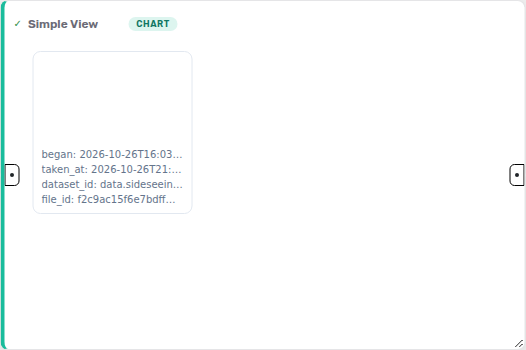 ✓ Simple View CHART
began: 2026-10-26T16:03...
taken_at: 2026-10-26T21:...
dataset_id: data.sideseein...
file_id: f2c9ac15f6e7bdff...